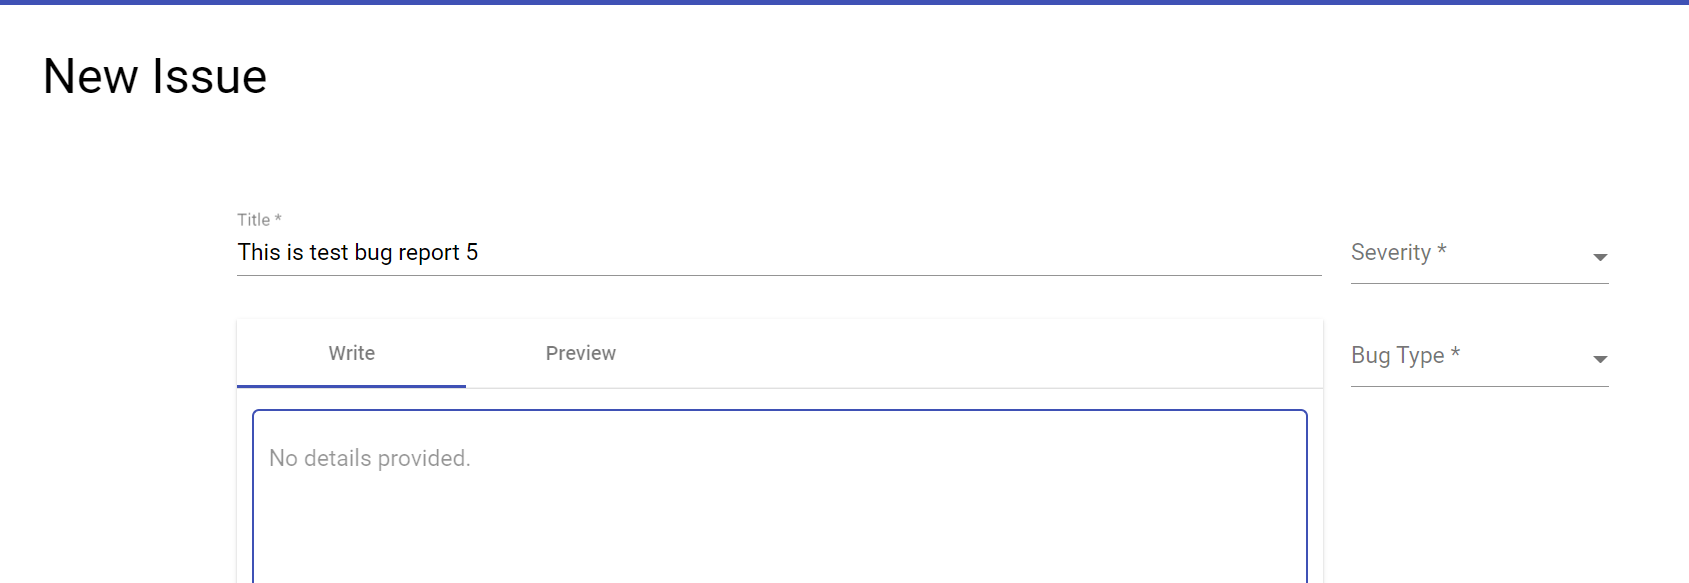 New Issue
Title *
This is test bug report 5
Severity *
Write
Preview
Bug Type *
No details provided.